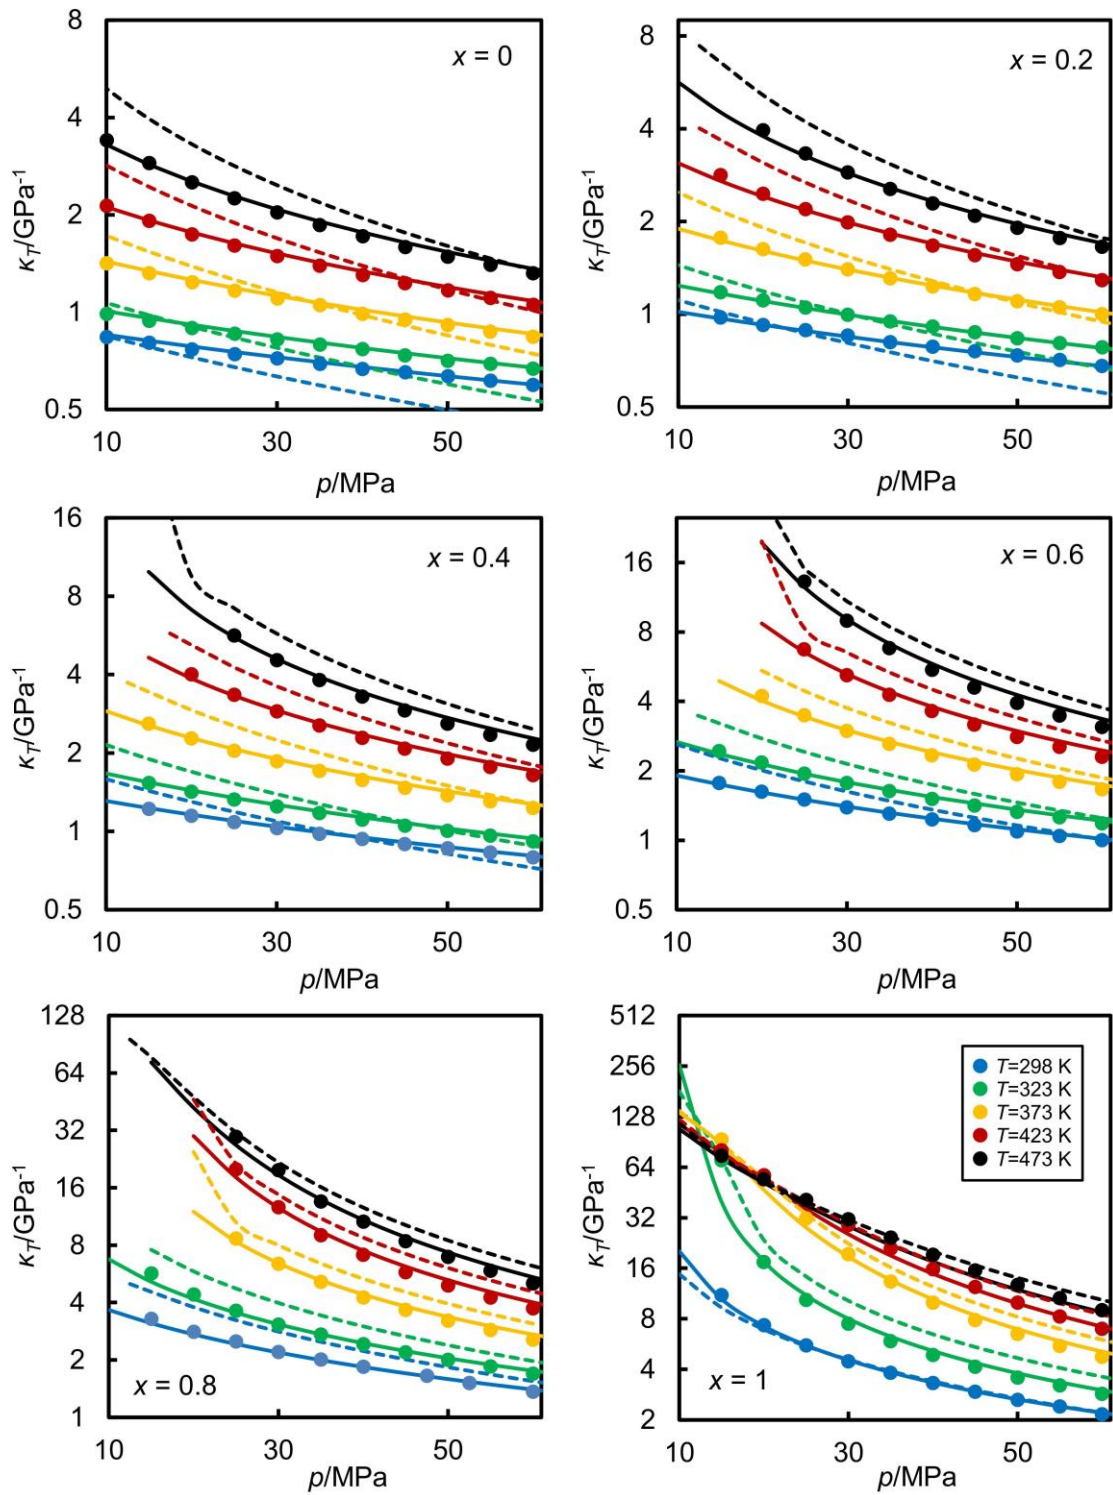 8
4
2
1
0.5
κT/GPa-1
x = 0
10 30 50
p/MPa
8
4
2
1
0.5
κT/GPa-1
x = 0.2
10 30 50
p/MPa
16
8
4
2
1
0.5
κT/GPa-1
x = 0.4
10 30 50
p/MPa
16
8
4
2
1
0.5
κT/GPa-1
x = 0.6
10 30 50
p/MPa
128
64
32
16
8
4
2
1
κT/GPa-1
x = 0.8
10 30 50
p/MPa
512
256
128
64
32
16
8
4
2
κT/GPa-1
T=298 K
T=323 K
T=373 K
T=423 K
T=473 K
x = 1
10 30 50
p/MPa